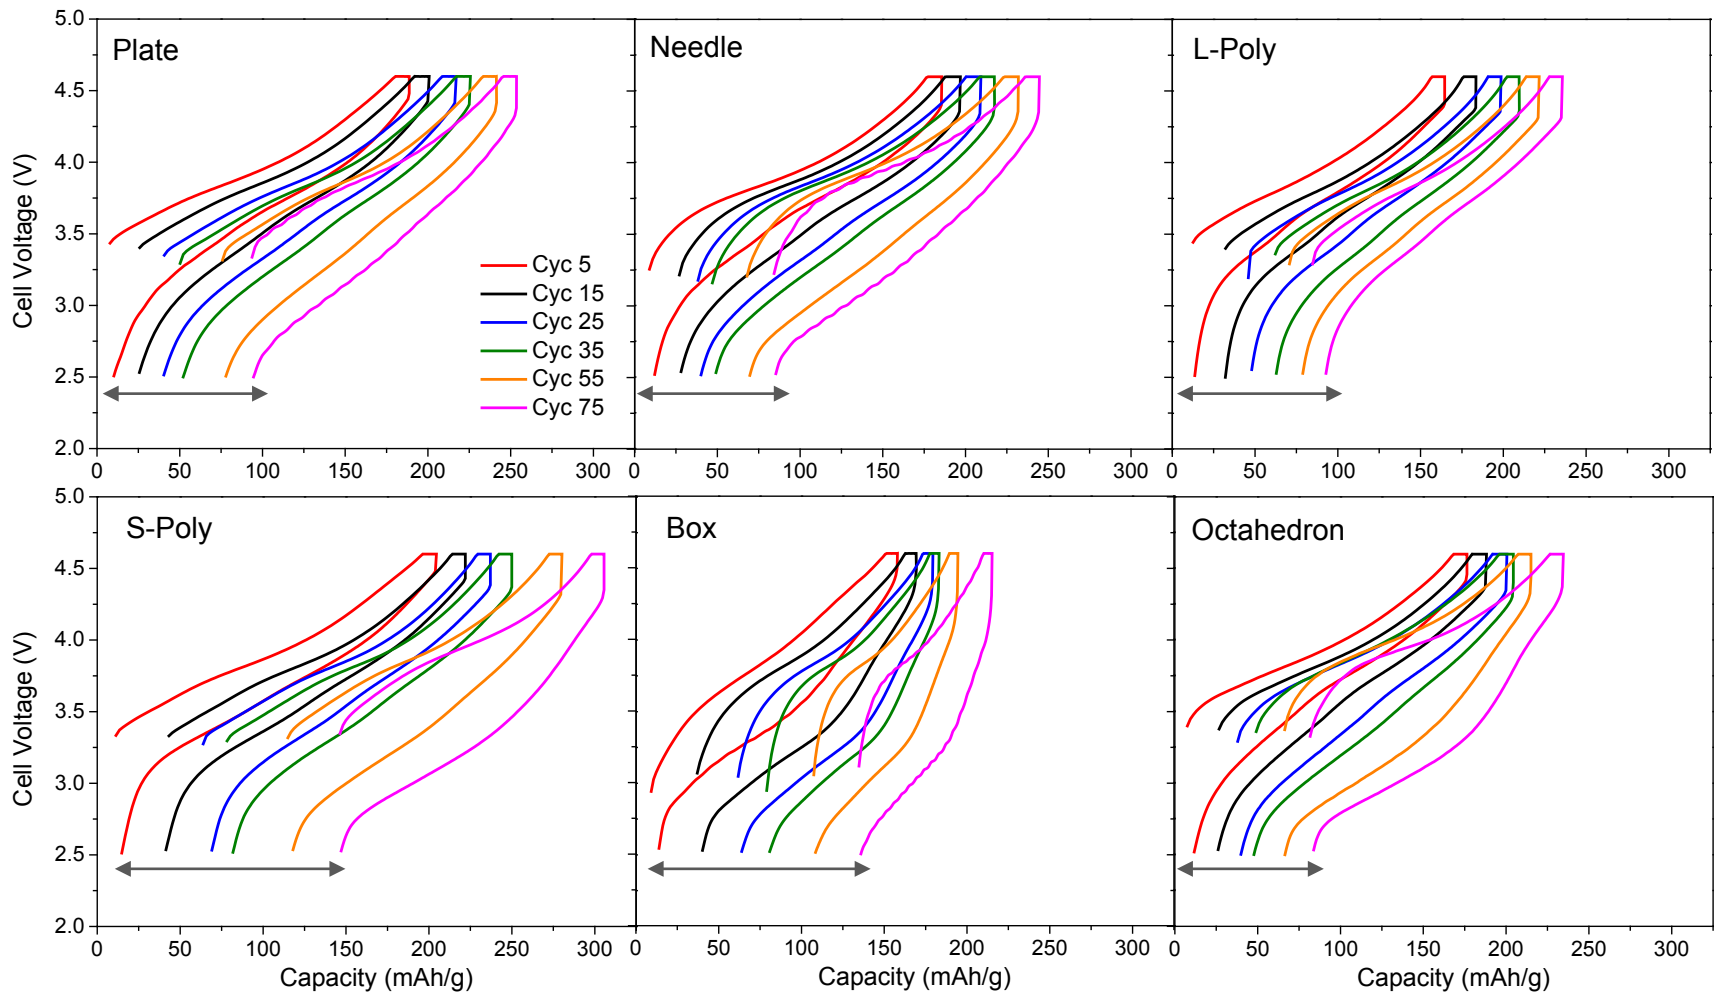 Plate
Needle
L-Poly
5.0
4.5
4.0
3.5
3.0
2.5
2.0
Cell Voltage (V)
Cyc 5
Cyc 15
Cyc 25
Cyc 35
Cyc 55
Cyc 75
0 50 100 150 200 250 300
0 50 100 150 200 250 300
0 50 100 150 200 250 300
S-Poly
Box
Octahedron
5.0
4.5
4.0
3.5
3.0
2.5
2.0
Cell Voltage (V)
0 50 100 150 200 250 300
0 50 100 150 200 250 300
0 50 100 150 200 250 300
Capacity (mAh/g)
Capacity (mAh/g)
Capacity (mAh/g)